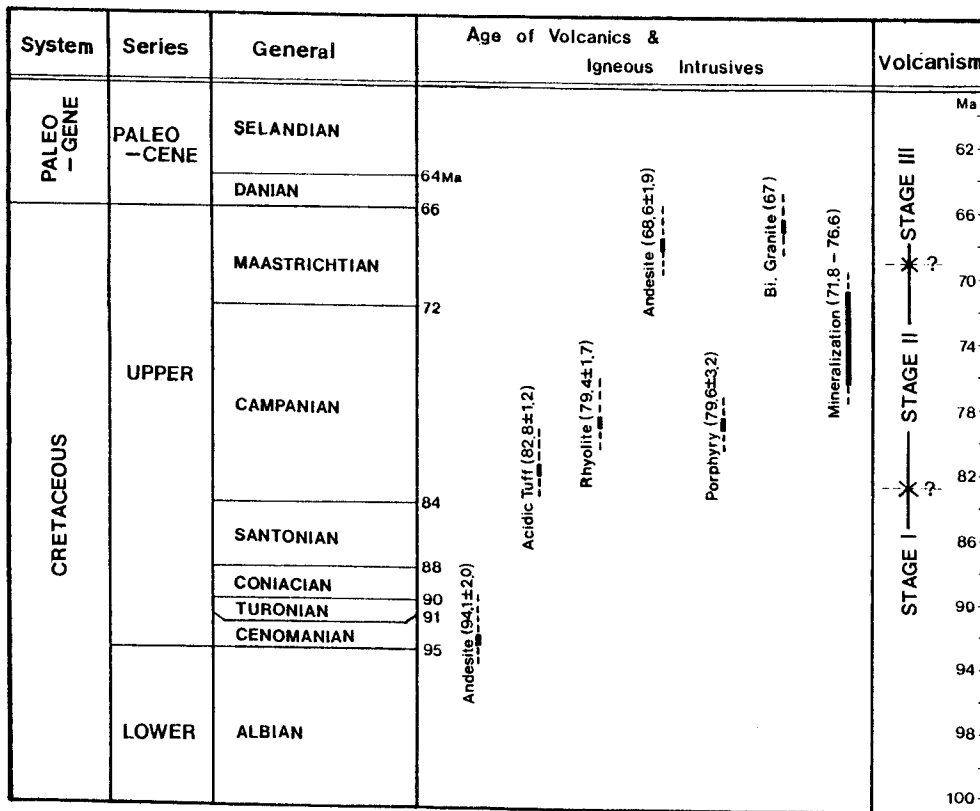 System
Series
General
Age of Volcanics &
Igneous Intrusives
Volcanism
PALEO
-GENE
PALEO
-CENE
SELANDIAN
64Ma
DANIAN
66
CRETACEOUS
UPPER
MAASTRICHTIAN
72
CAMPANIAN
84
SANTONIAN
88
CONIACIAN
90
TURONIAN
91
CENOMANIAN
95
LOWER
ALBIAN
Andesite (94,1±2,0)
Acidic Tuff (82,8±1,2)
Rhyolite (79,4±1,7)
Andesite (68,6±1,9)
Porphyry (79,6±3,2)
Bi. Granite (67)
Mineralization (71.8 – 76.6)
STAGE III
?
STAGE II
?
STAGE I
Ma
62
66
70
74
78
82
86
90
94
98
100